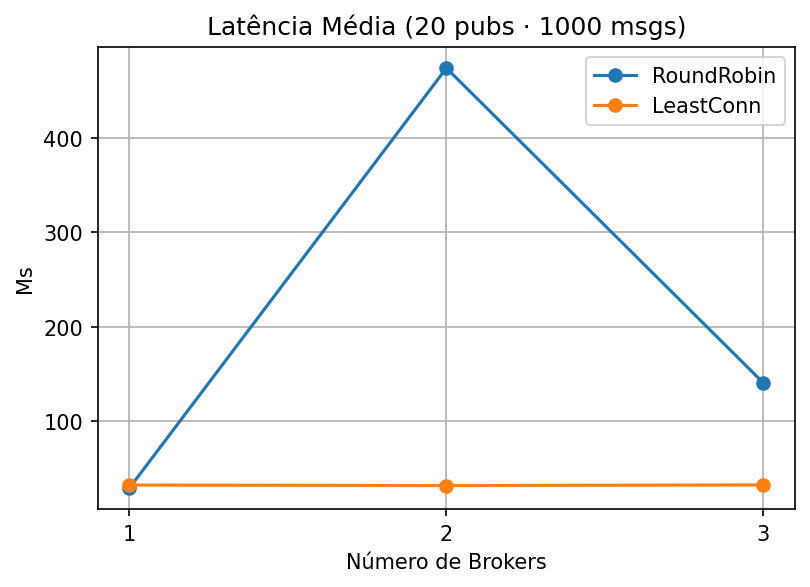 Latência Média (20 pubs · 1000 msgs)
RoundRobin
LeastConn
400
300
200
100
Ms
1
2
3
Número de Brokers